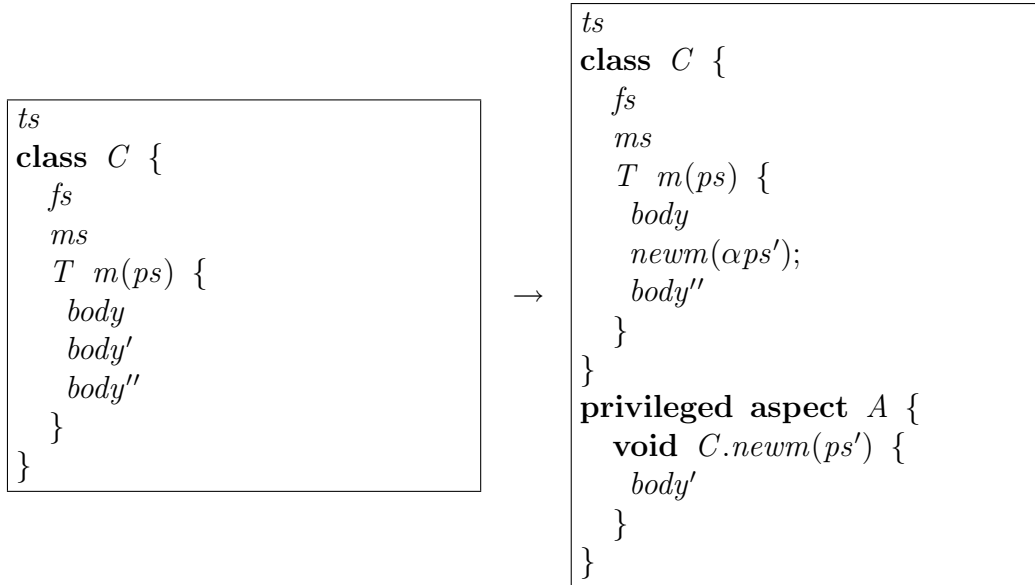 ts
class C {
fs
ms
T m(ps) {
body
body′
body′′
}
}
→
ts
class C {
fs
ms
T m(ps) {
body
newm(αps′);
body′′
}
}
privileged aspect A {
void C.newm(ps′) {
body′
}
}